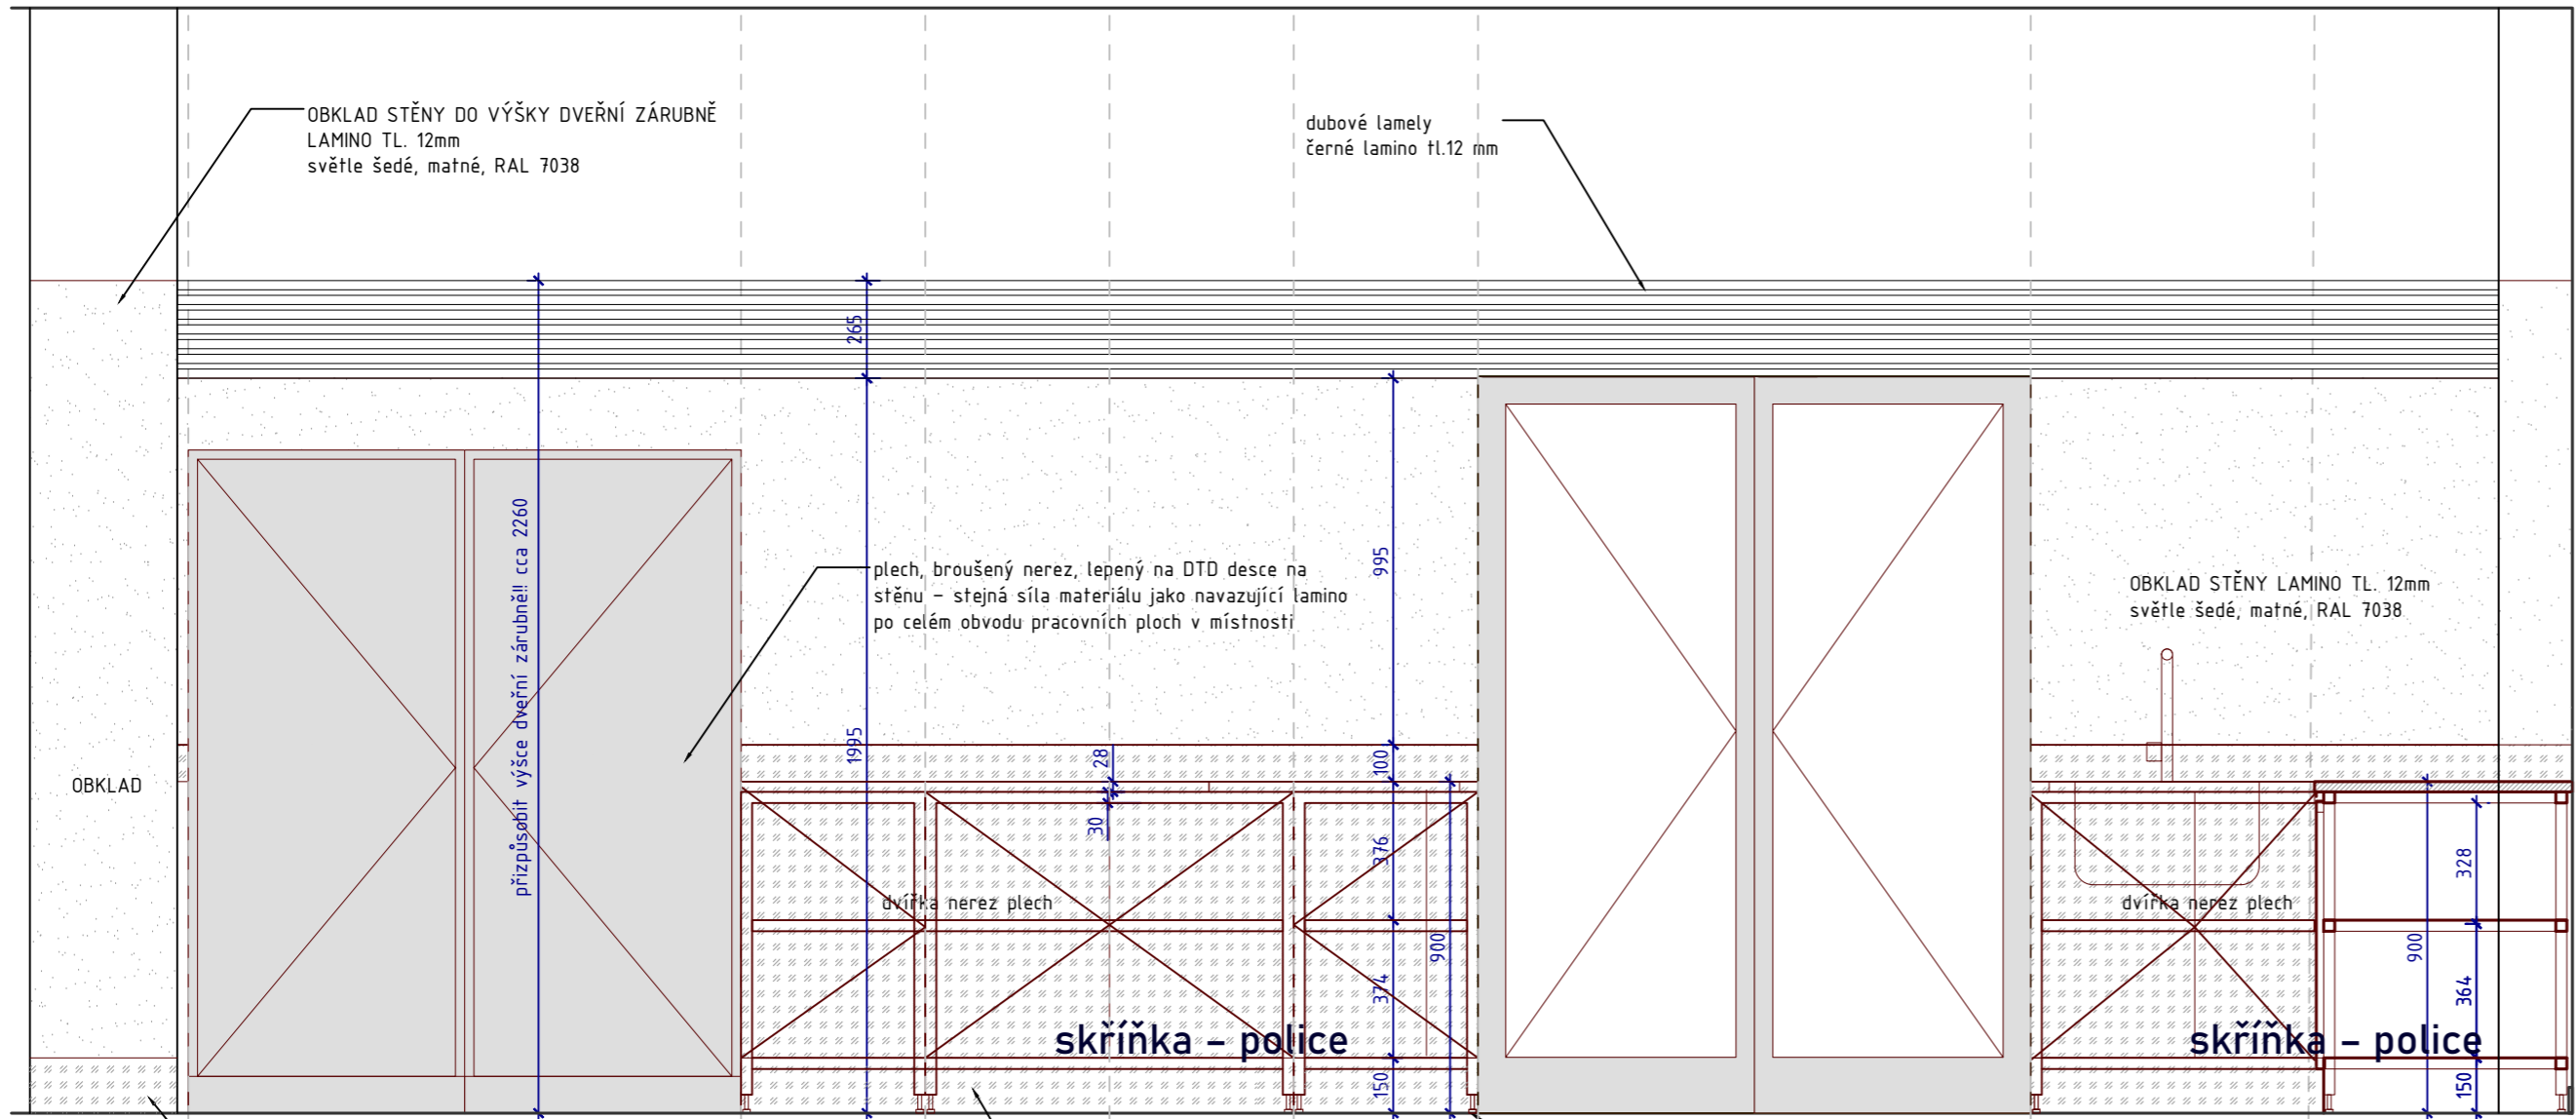 OBKLAD STĚNY DO VÝŠKY DVEŘNÍ ZÁRUBNĚ
LAMINO TL. 12mm
světle šedé, matné, RAL 7038
dubové lamely
černé lamino tl.12 mm
265
přizpůsobit výšce dveřní zárubně!! cca 2260
plech, broušený nerez, lepený na DTD desce na
stěnu – stejná síla materiálu jako navazující lamino
po celém obvodu pracovních ploch v místnosti
995
OBKLAD STĚNY LAMINO TL. 12mm
světle šedé, matné, RAL 7038
OBKLAD
1995
28
100
30
376
dvířka nerez plech
900
374
skříňka – police
150
dvířka nerez plech
328
900
364
skříňka – police
150